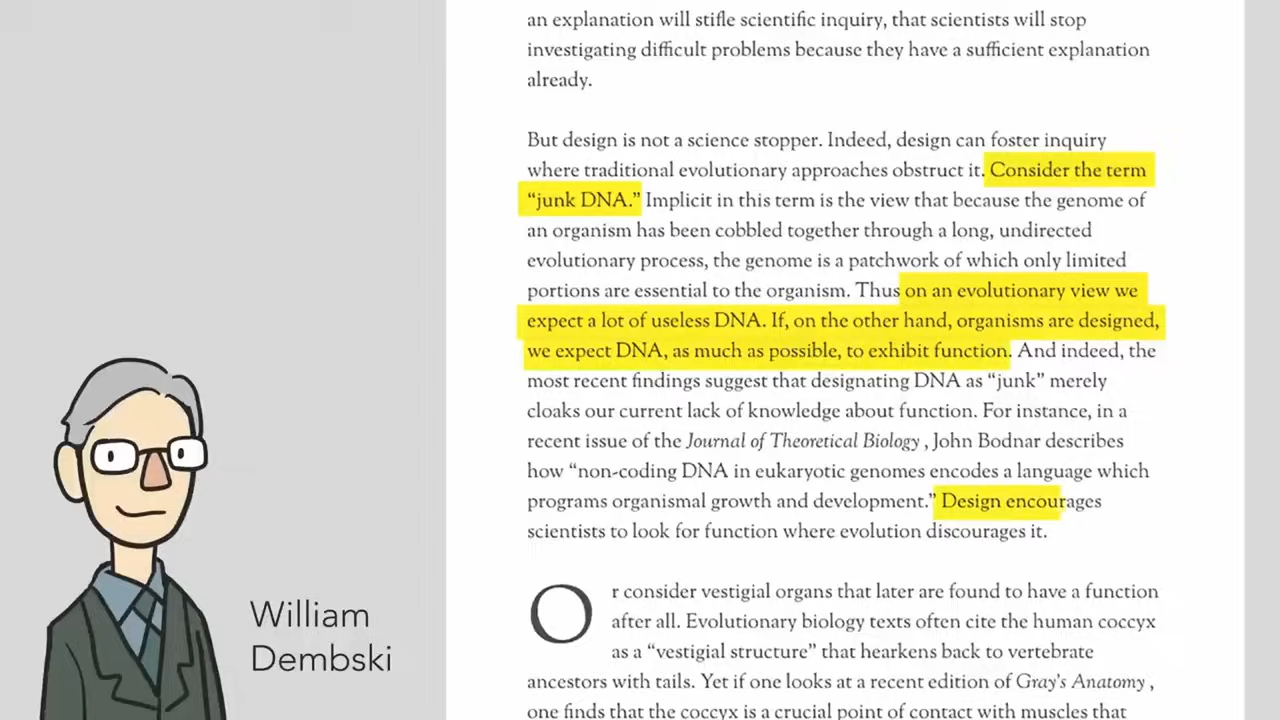 an explanation will stifle scientific inquiry, that scientists will stop
investigating difficult problems because they have a sufficient explanation
already.
But design is not a science stopper. Indeed, design can foster inquiry
where traditional evolutionary approaches obstruct it. Consider the term
“junk DNA.” Implicit in this term is the view that because the genome of
an organism has been cobbled together through a long, undirected
evolutionary process, the genome is a patchwork of which only limited
portions are essential to the organism. Thus on an evolutionary view we
expect a lot of useless DNA. If, on the other hand, organisms are designed,
we expect DNA, as much as possible, to exhibit function. And indeed, the
most recent findings suggest that designating DNA as “junk” merely
cloaks our current lack of knowledge about function. For instance, in a
recent issue of the Journal of Theoretical Biology , John Bodnar describes
how “non-coding DNA in eukaryotic genomes encodes a language which
programs organismal growth and development.” Design encourages
scientists to look for function where evolution discourages it.
Or consider vestigial organs that later are found to have a function
after all. Evolutionary biology texts often cite the human coccyx
as a “vestigial structure” that hearkens back to vertebrate
ancestors with tails. Yet if one looks at a recent edition of Gray’s Anatomy ,
one finds that the coccyx is a crucial point of contact with muscles that
William
Dembski